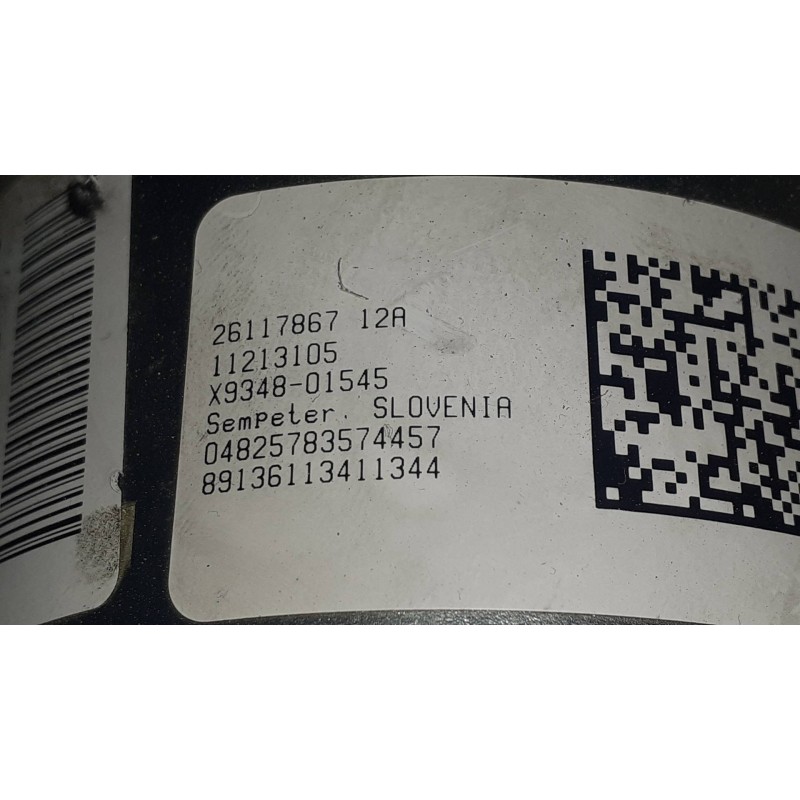 26117867 12A
11213105
X9348-01545
SemPeter, SLOVENIA
04825783574457
89136113411344